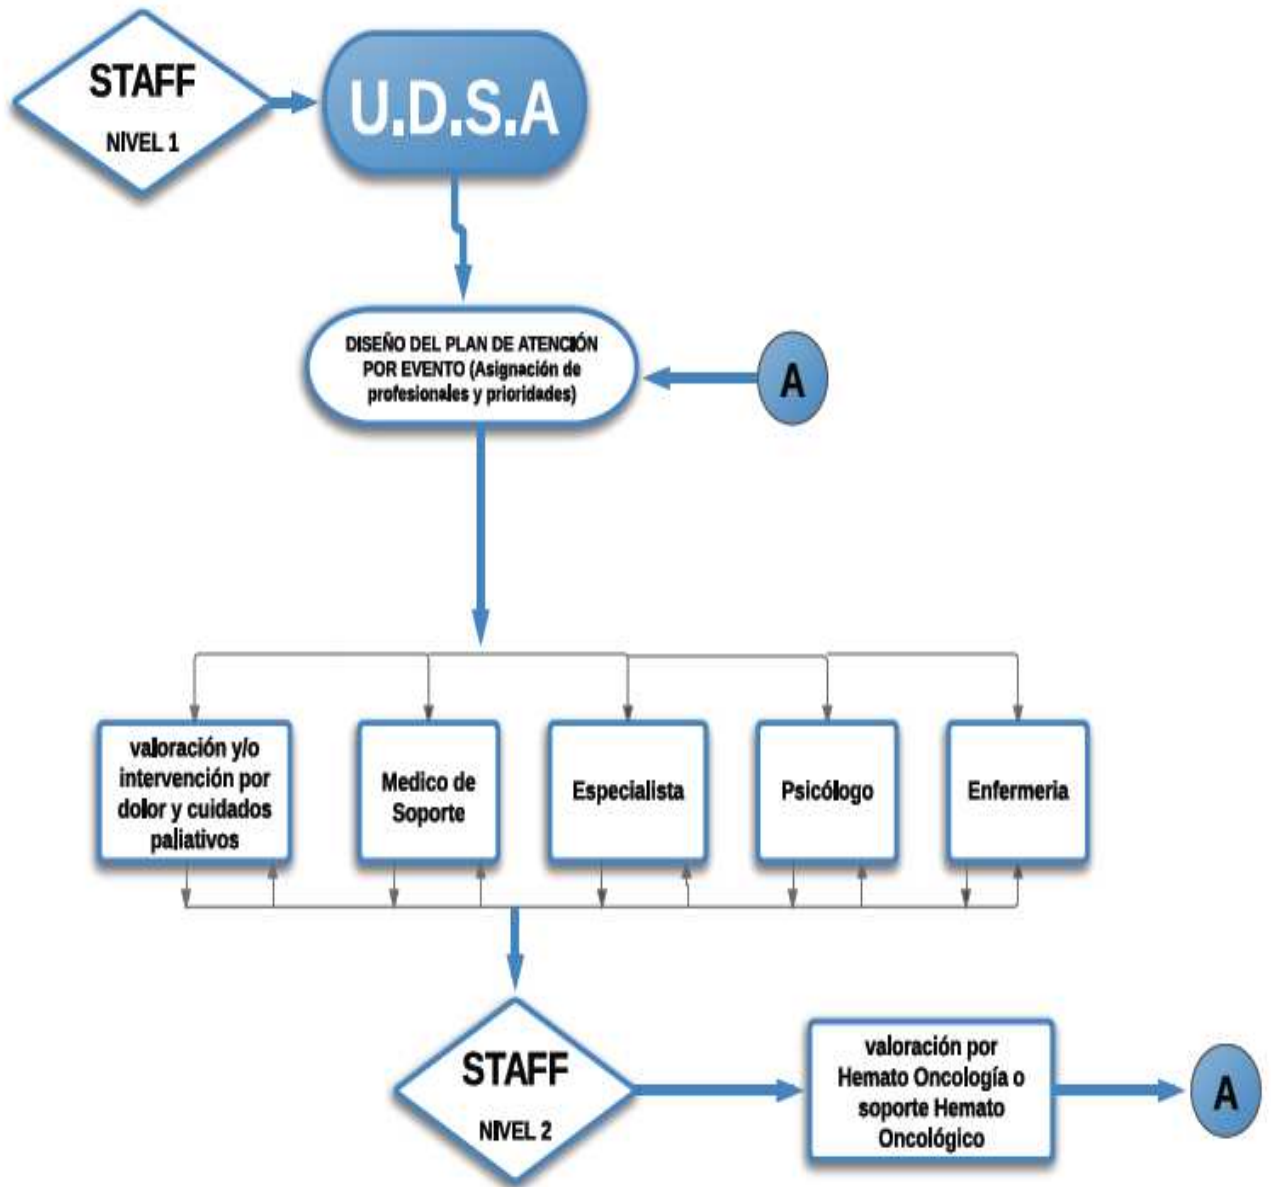 STAFF
NIVEL 1
U.D.S.A
DISEÑO DEL PLAN DE ATENCIÓN
POR EVENTO (Asignación de
profesionales y prioridades)
A
valoración y/o
intervención por
dolor y cuidados
paliativos
Medico de
Soporte
Especialista
Psicólogo
Enfermeria
STAFF
NIVEL 2
valoración por
Hemato Oncología o
soporte Hemato
Oncológico
A